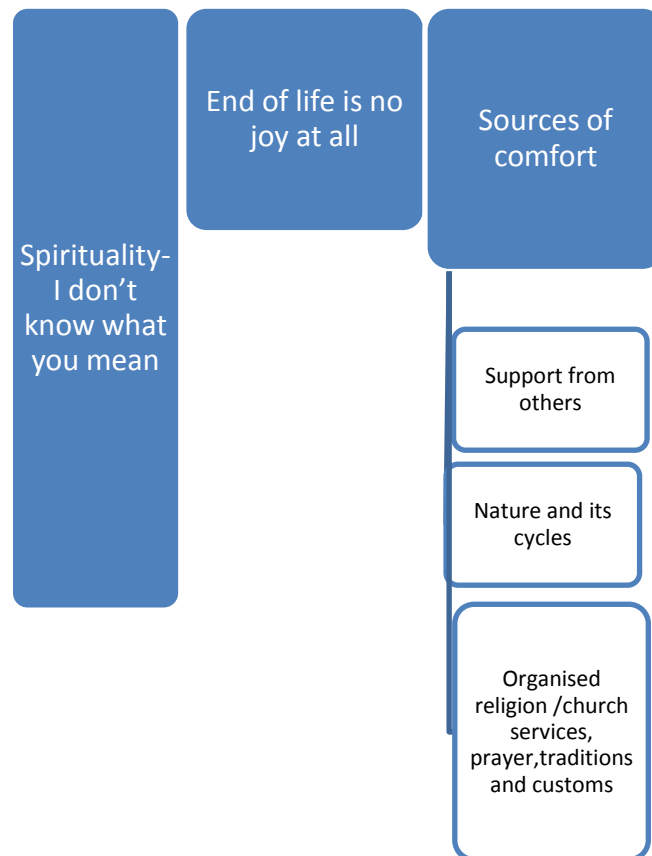 Spirituality-
I don’t
know what
you mean
End of life is no
joy at all
Sources of
comfort
Support from
others
Nature and its
cycles
Organised
religion /church
services,
prayer,traditions
and customs